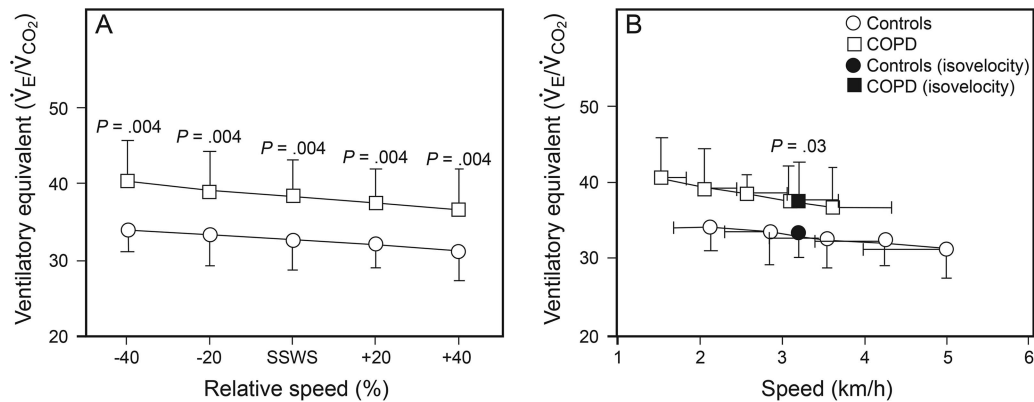 A
Ventilatory equivalent (V̇E/V̇CO2)
50
40
30
20
P = .004
P = .004
P = .004
P = .004
P = .004
-40
-20
SSWS
+20
+40
Relative speed (%)
B
Controls
COPD
Controls (isovelocity)
COPD (isovelocity)
Ventilatory equivalent (V̇E/V̇CO2)
50
40
30
20
P = .03
1
2
3
4
5
6
Speed (km/h)